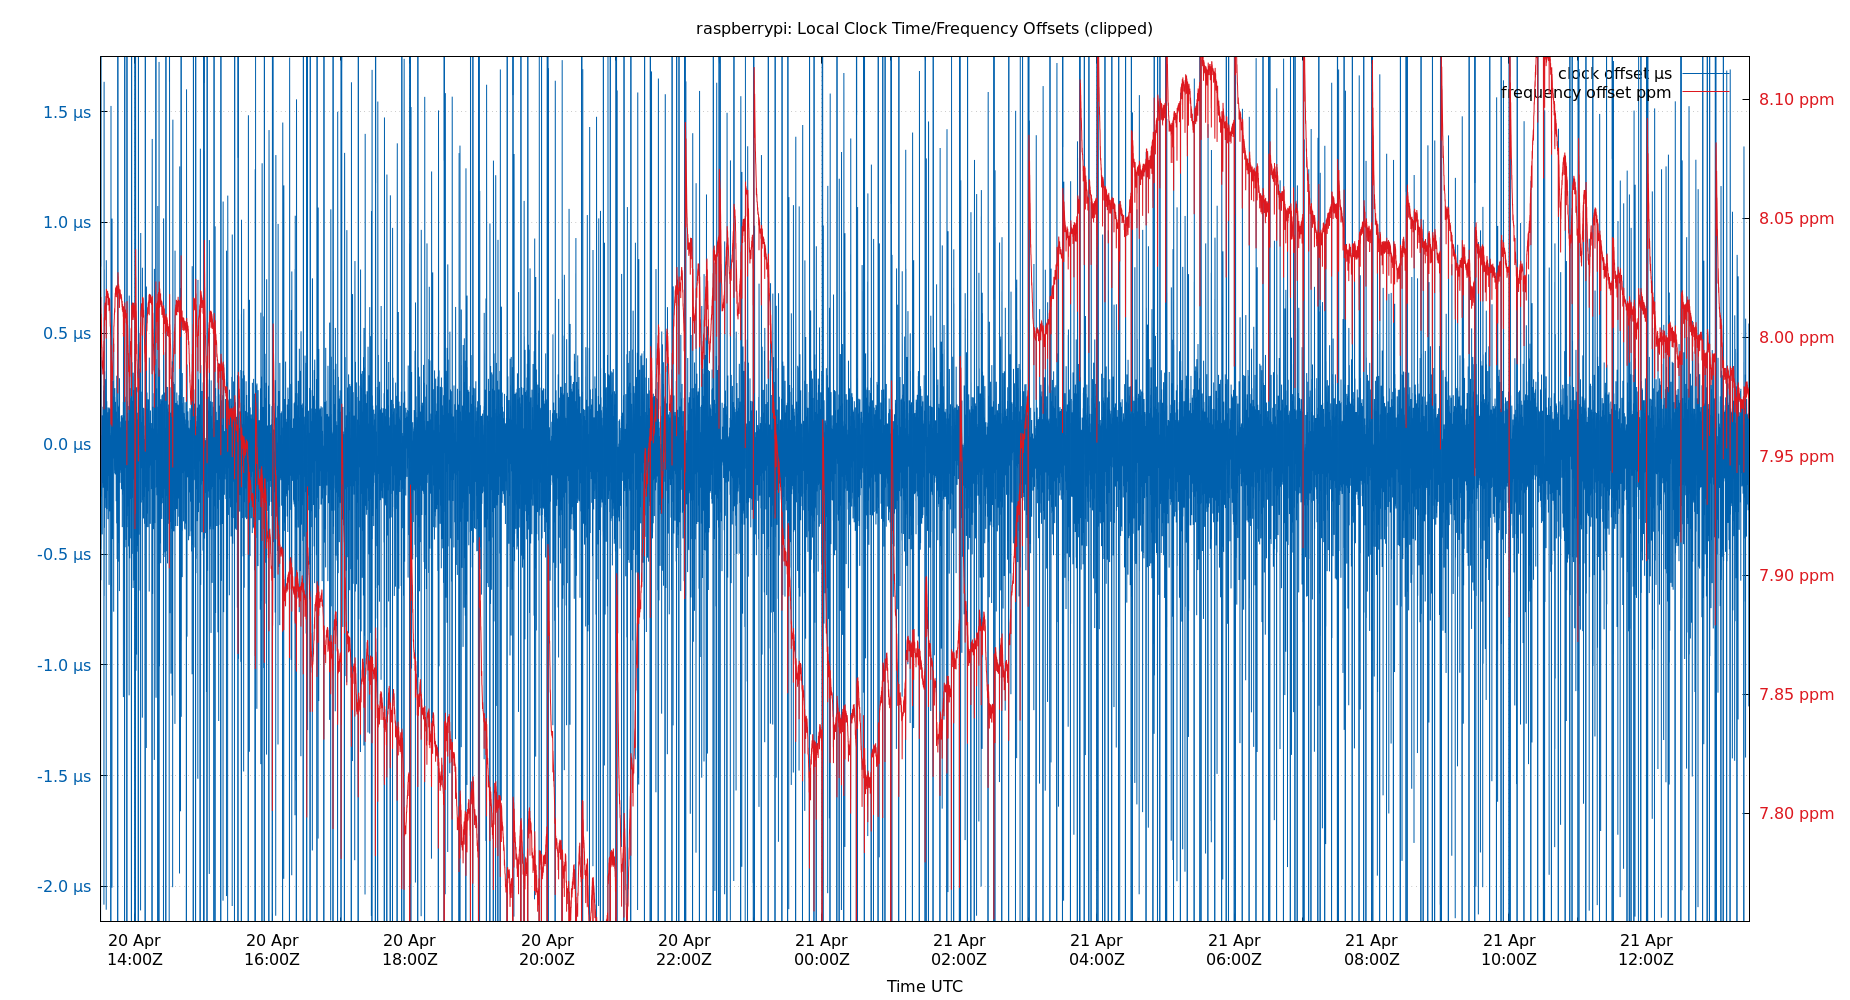 raspberrypi: Local Clock Time/Frequency Offsets (clipped)
clock offset µs
frequency offset ppm
1.5 µs
1.0 µs
0.5 µs
0.0 µs
-0.5 µs
-1.0 µs
-1.5 µs
-2.0 µs
8.10 ppm
8.05 ppm
8.00 ppm
7.95 ppm
7.90 ppm
7.85 ppm
7.80 ppm
20 Apr 20 Apr 20 Apr 20 Apr 20 Apr 21 Apr 21 Apr 21 Apr 21 Apr 21 Apr 21 Apr 21 Apr
14:00Z 16:00Z 18:00Z 20:00Z 22:00Z 00:00Z 02:00Z 04:00Z 06:00Z 08:00Z 10:00Z 12:00Z
Time UTC